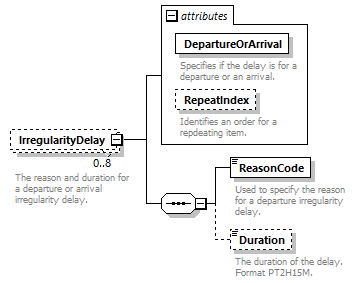 attributes
DepartureOrArrival
Specifies if the delay is for a
departure or an arrival.
RepeatIndex
Identifies an order for a
repdeating item.
IrregularityDelay
0..8
The reason and duration for
a departure or arrival
irregularity delay.
ReasonCode
Used to specify the reason
for a departure irregularity
delay.
Duration
The duration of the delay.
Format PT2H15M.